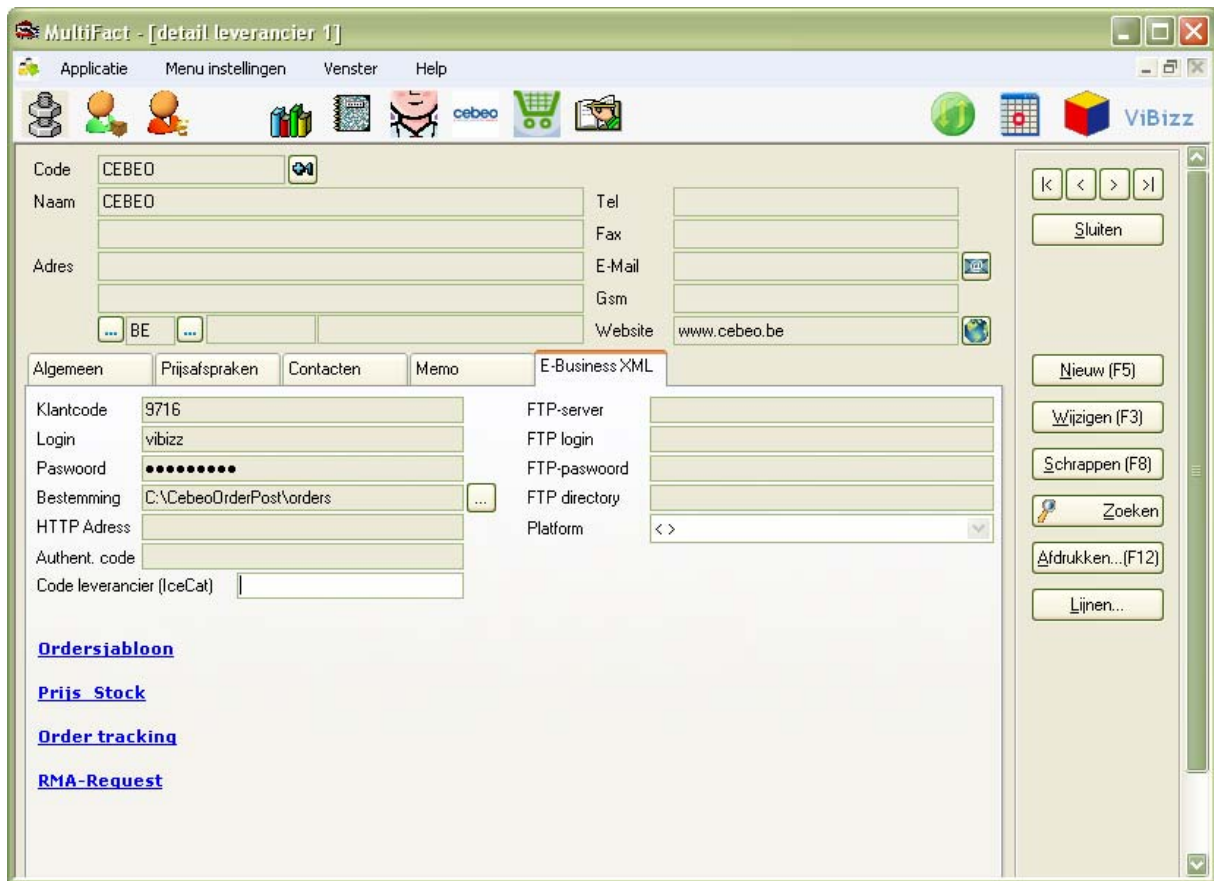 MultiFact - [detail leverancier 1]
Applicatie Menu instellingen Venster Help
cebeo ViBizz
Code CEBEO
Naam CEBEO Tel
Fax
Adres E-Mail
Gsm
... BE ... Website www.cebeo.be
Algemeen Prijsafspraken Contacten Memo E-Business XML
Klantcode 9716 FTP-server
Login vibizz FTP login
Paswoord ●●●●●●●●● FTP-paswoord
Bestemming C:\CebeoOrderPost\orders ... FTP directory
HTTP Adress Platform < >
Authent. code
Code leverancier (IceCat)
Ordersjabloon
Prijs Stock
Order tracking
RMA-Request
|< < > >|
Sluiten
Nieuw (F5)
Wijzigen (F3)
Schrappen (F8)
Zoeken
Afdrukken...(F12)
Lijnen...